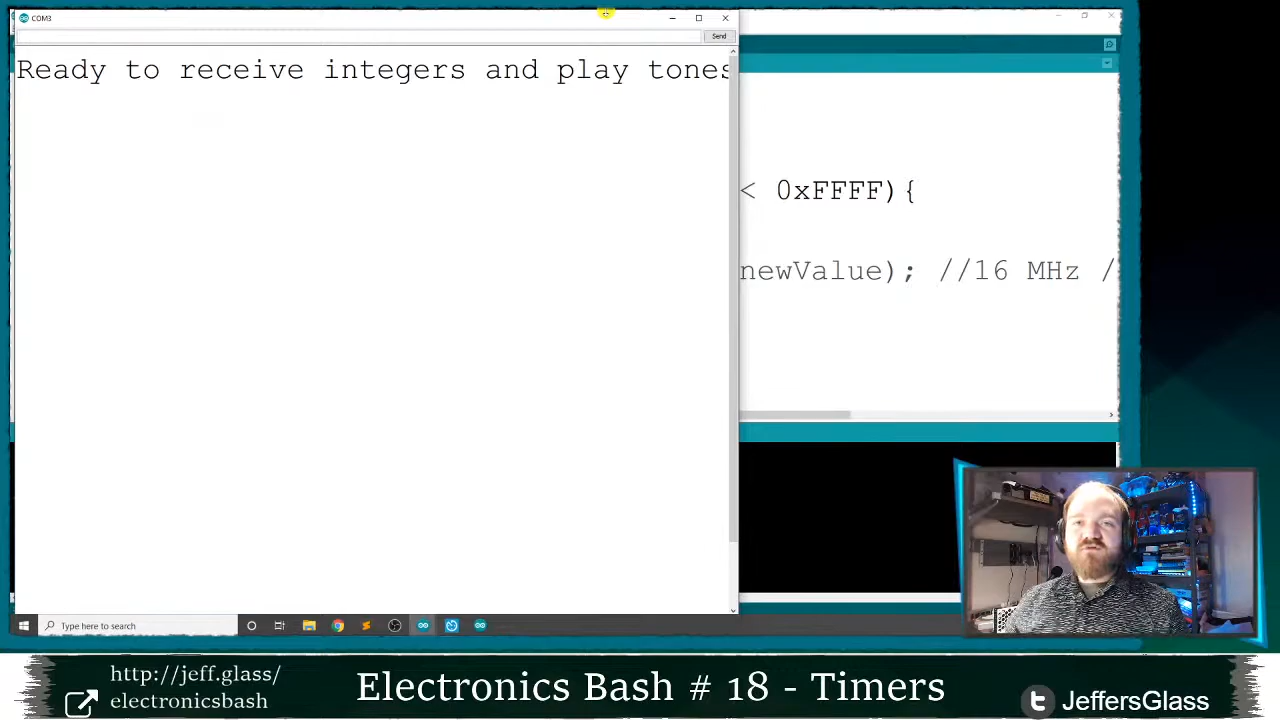 COM3
Send
Ready to receive integers and play tones
< 0xFFFF){
newValue); //16 MHz /
Type here to search
http://jeff.glass/
electronicsbash
Electronics Bash # 18 - Timers
JeffersGlass